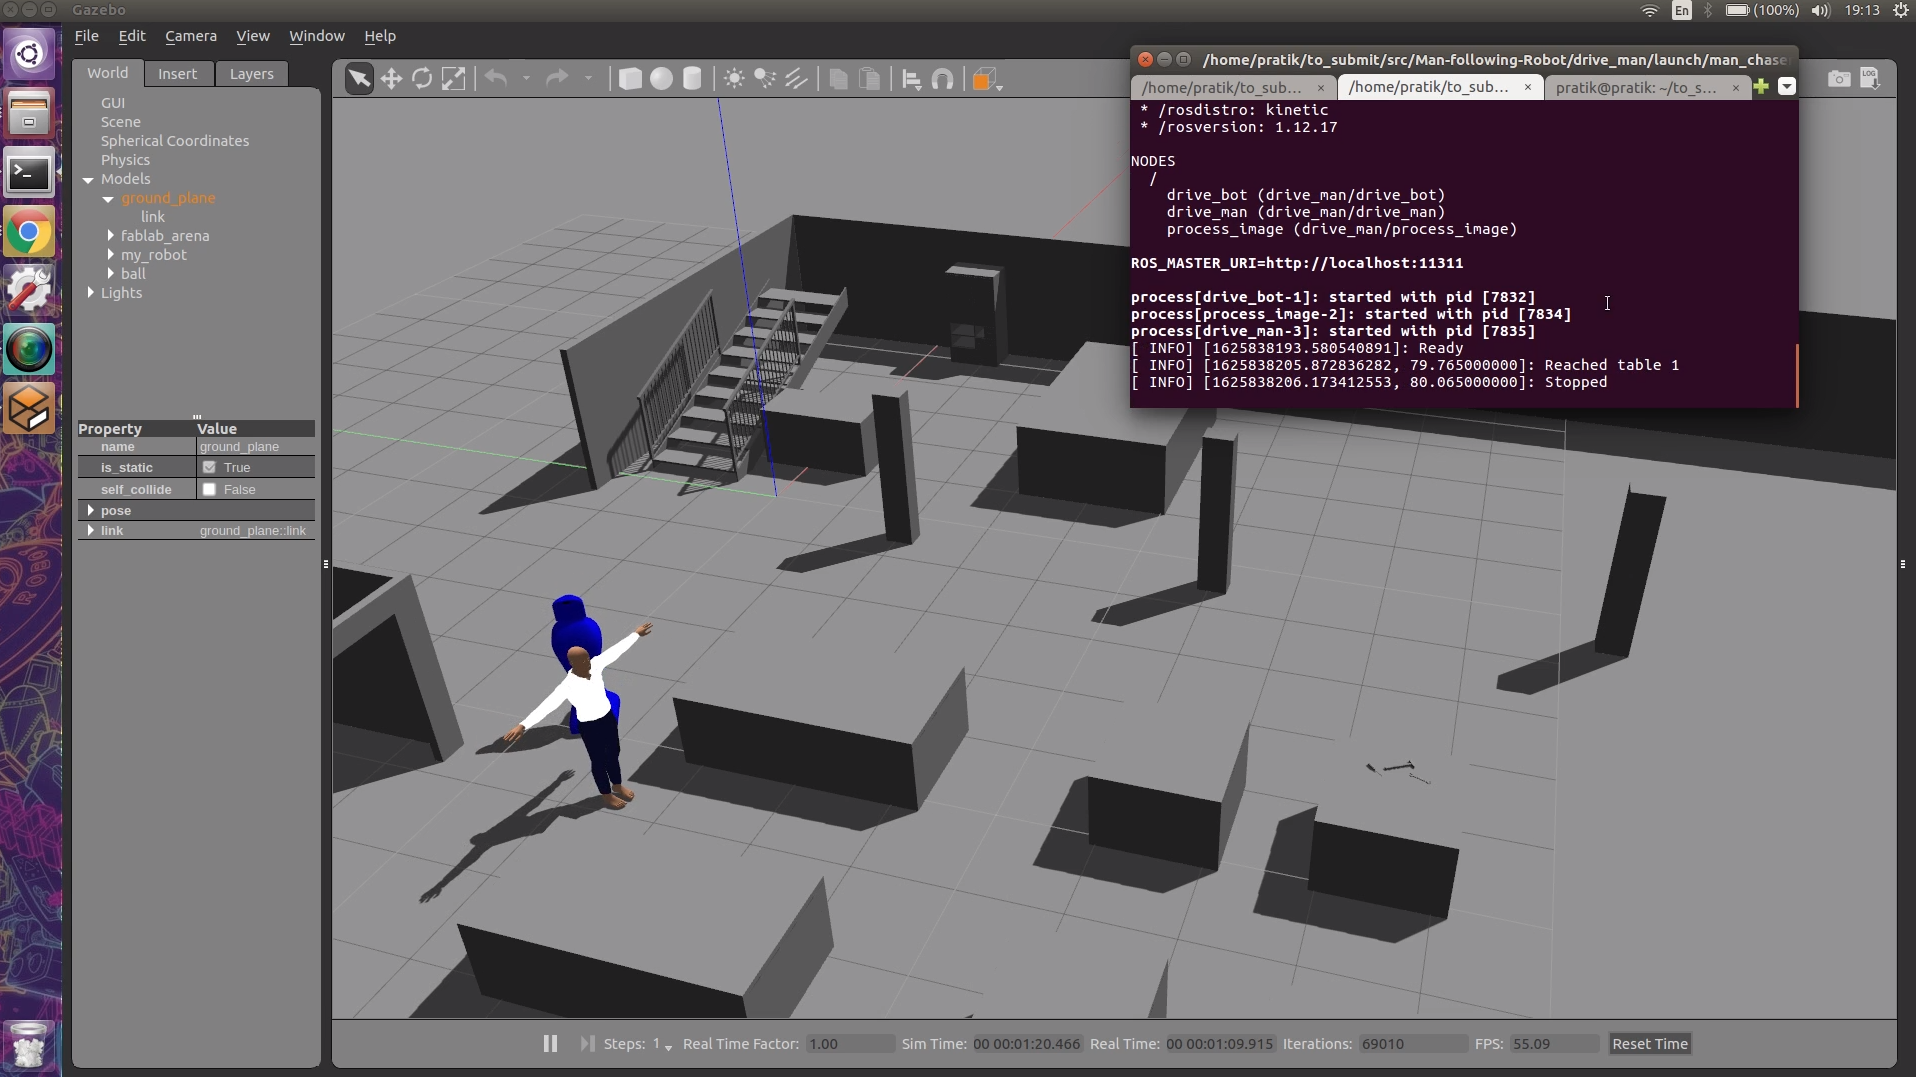 Gazebo
En
(100%)
19:13
File Edit Camera View Window Help
World Insert Layers
GUI
Scene
Spherical Coordinates
Physics
Models
ground_plane
link
fablab_arena
my_robot
ball
Lights
Property Value
name ground_plane
is_static True
self_collide False
pose
link ground_plane::link
LOG
/home/pratik/to_submit/src/Man-following-Robot/drive_man/launch/man_chase
/home/pratik/to_sub... × /home/pratik/to_sub... × pratik@pratik: ~/to_s... ×
* /rosdistro: kinetic
* /rosversion: 1.12.17
NODES
/
drive_bot (drive_man/drive_bot)
drive_man (drive_man/drive_man)
process_image (drive_man/process_image)
ROS_MASTER_URI=http://localhost:11311
process[drive_bot-1]: started with pid [7832]
process[process_image-2]: started with pid [7834]
process[drive_man-3]: started with pid [7835]
[ INFO] [1625838193.580540891]: Ready
[ INFO] [1625838205.872836282, 79.765000000]: Reached table 1
[ INFO] [1625838206.173412553, 80.065000000]: Stopped
Steps: 1 Real Time Factor: 1.00 Sim Time: 00 00:01:20.466 Real Time: 00 00:01:09.915 Iterations: 69010 FPS: 55.09 Reset Time